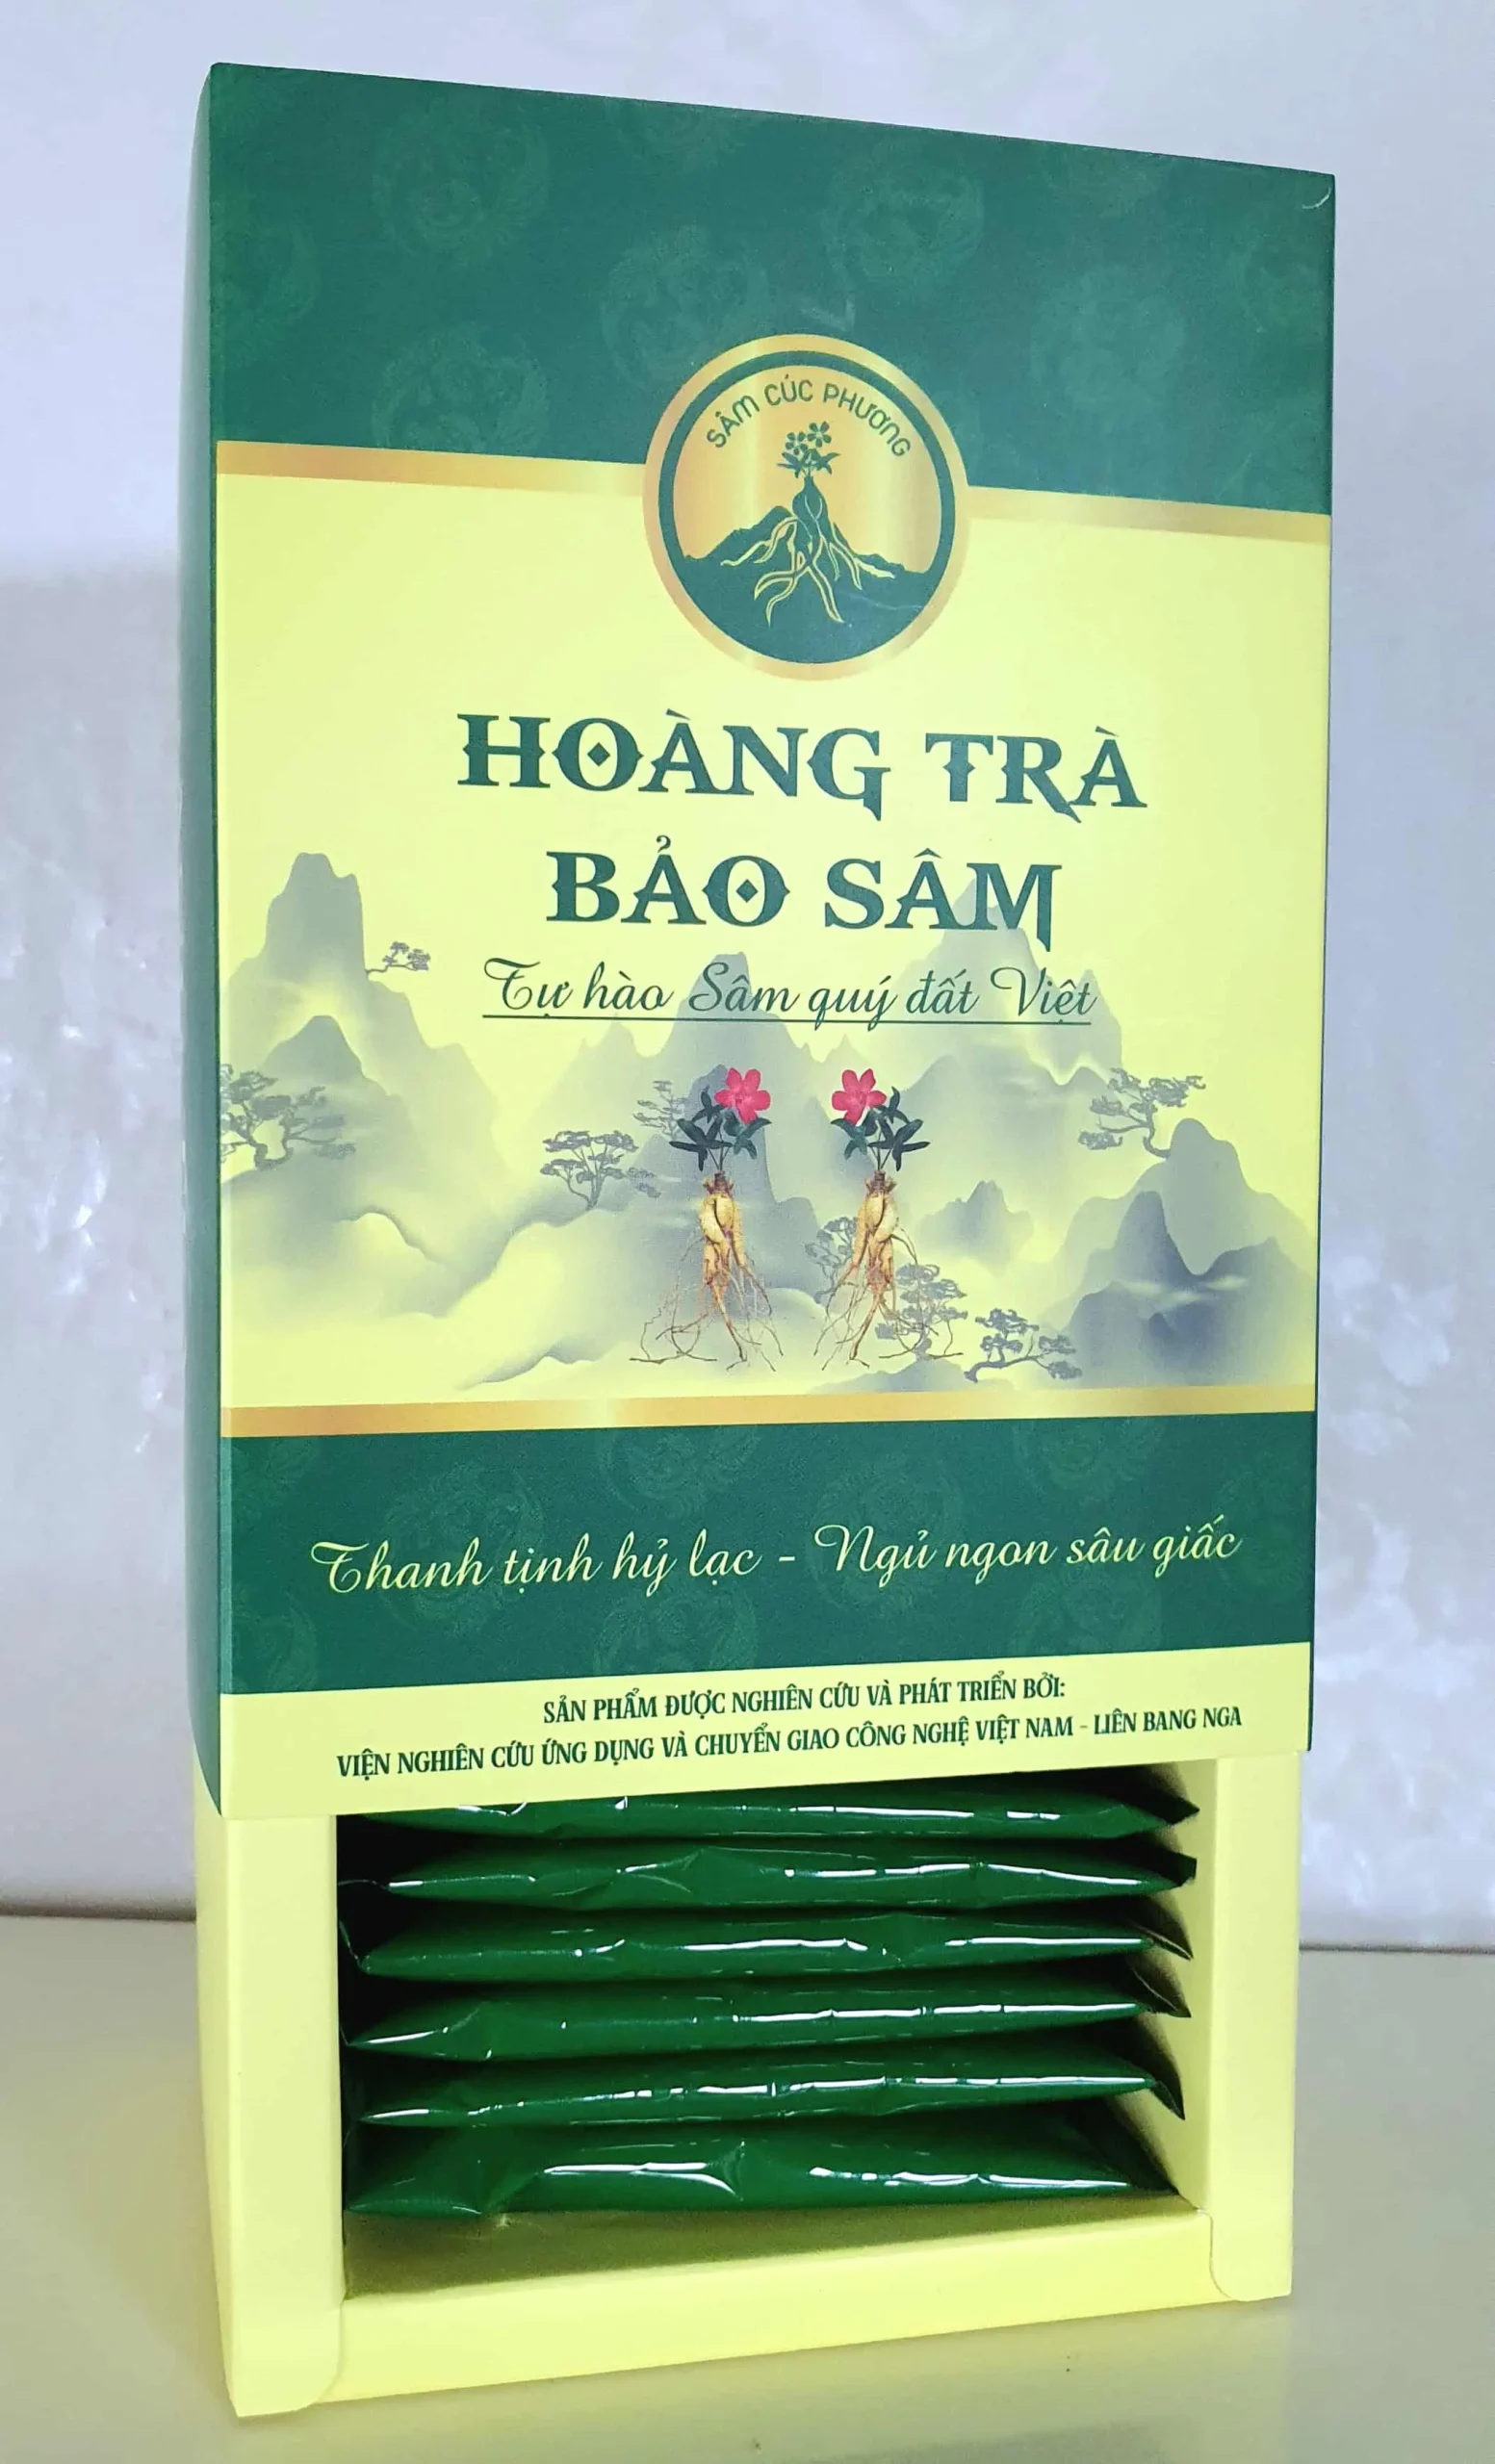 SÂM CÚC PHƯƠNG
HOÀNG TRÀ
BẢO SÂM
Tự hào Sâm quý đất Việt
Thanh tịnh hỷ lạc - Ngủ ngon sâu giấc
SẢN PHẨM ĐƯỢC NGHIÊN CỨU VÀ PHÁT TRIỂN BỞI:
VIỆN NGHIÊN CỨU ỨNG DỤNG VÀ CHUYỂN GIAO CÔNG NGHỆ VIỆT NAM - LIÊN BANG NGA